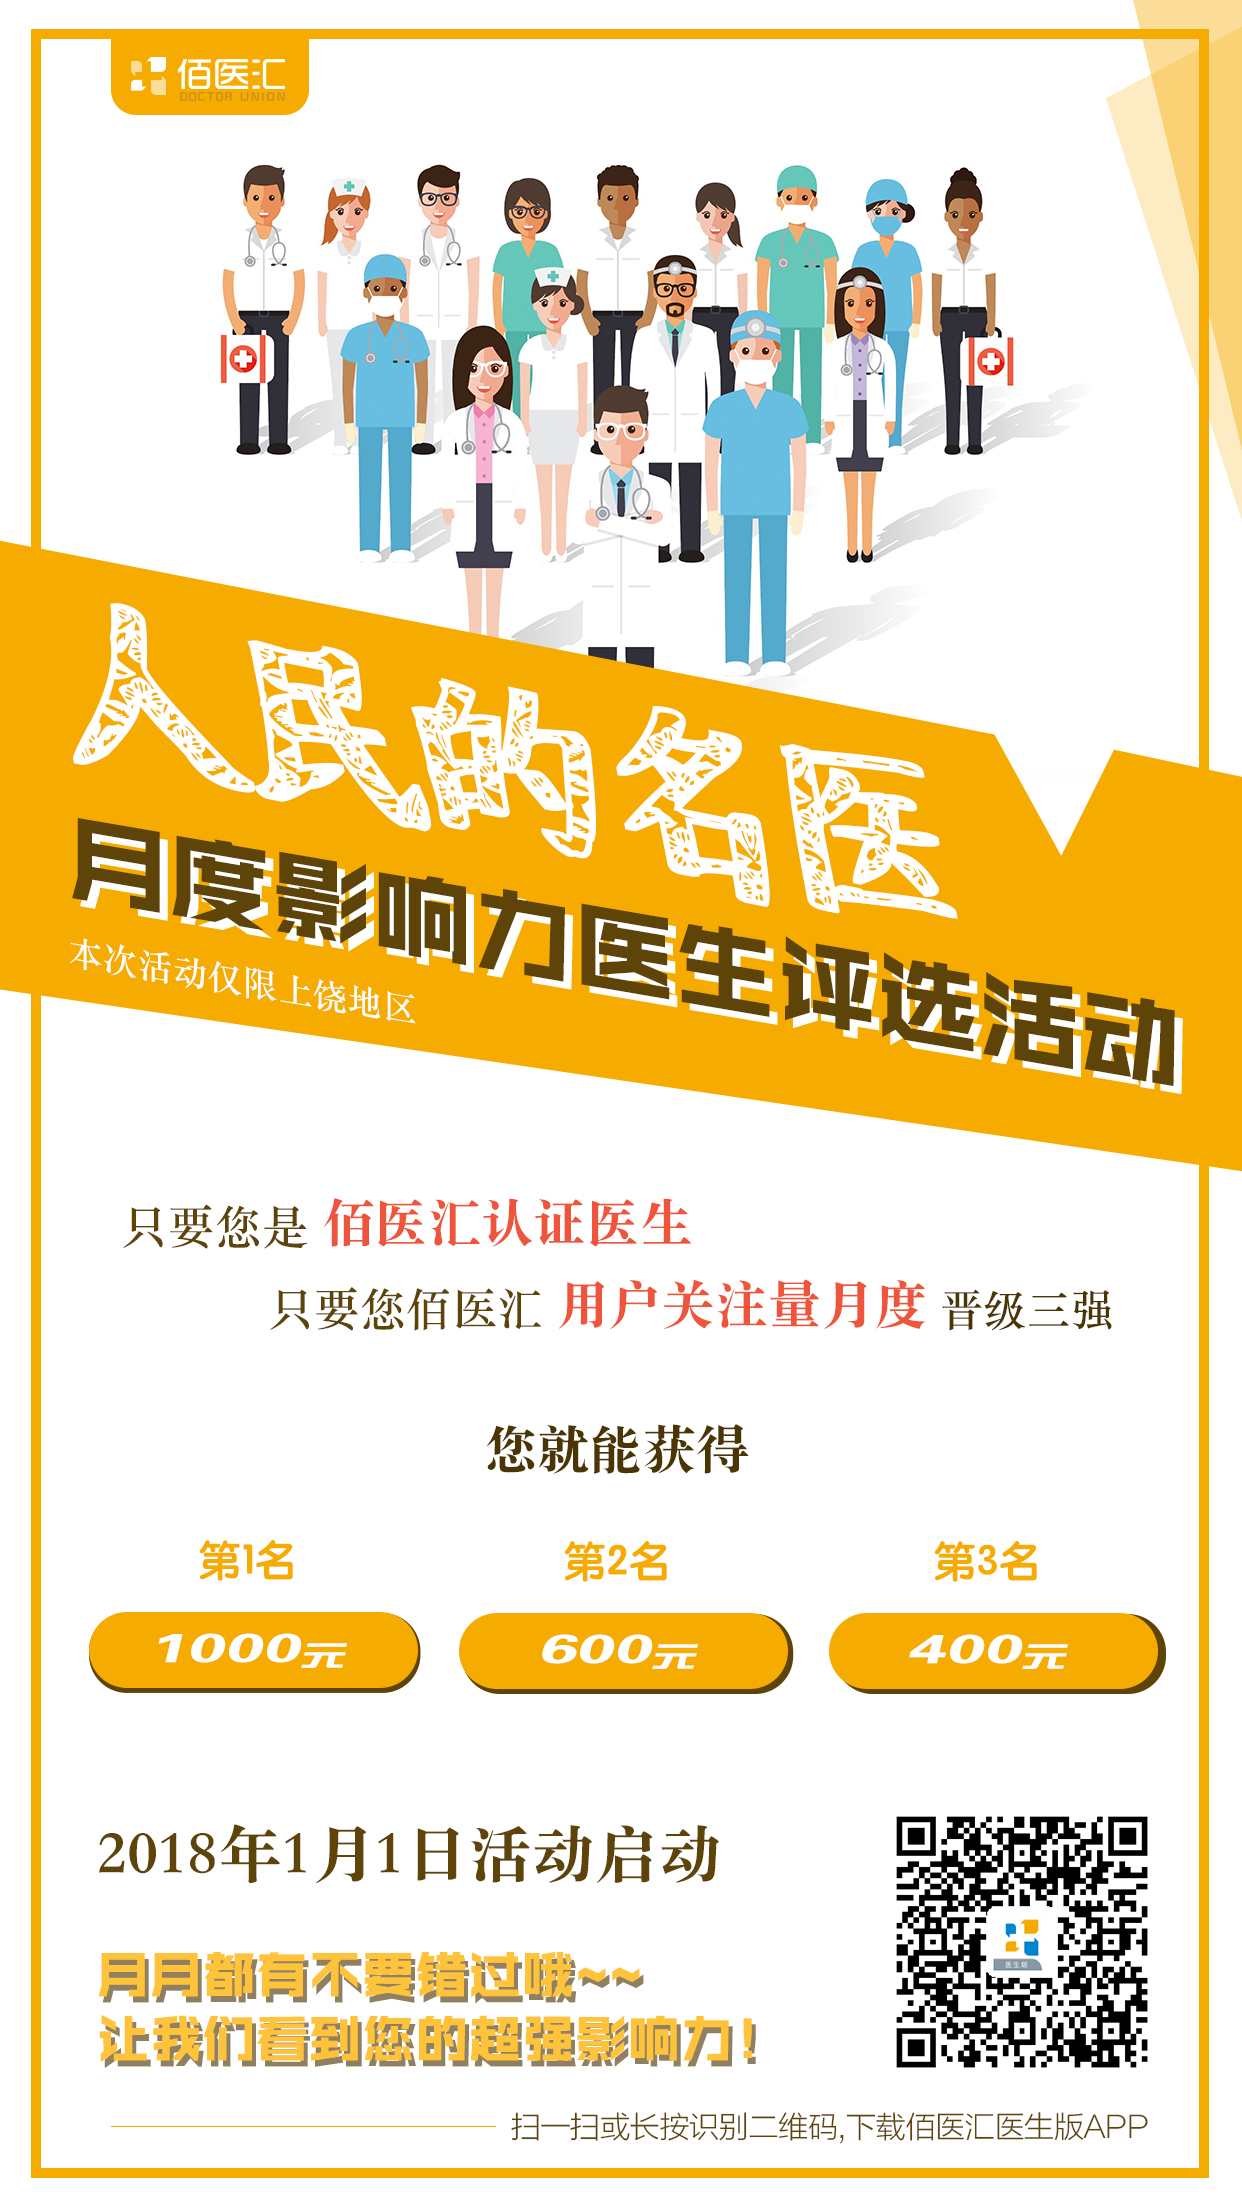 佰医汇
DOCTOR UNION
人民的名医
月度影响力医生评选活动
本次活动仅限上饶地区
只要您是 佰医汇认证医生
只要您佰医汇 用户关注量月度 晋级三强
您就能获得
第1名 第2名 第3名
1000元 600元 400元
2018年1月1日活动启动
月月都有不要错过哦~~
让我们看到您的超强影响力!
医生版
扫一扫或长按识别二维码,下载佰医汇医生版APP